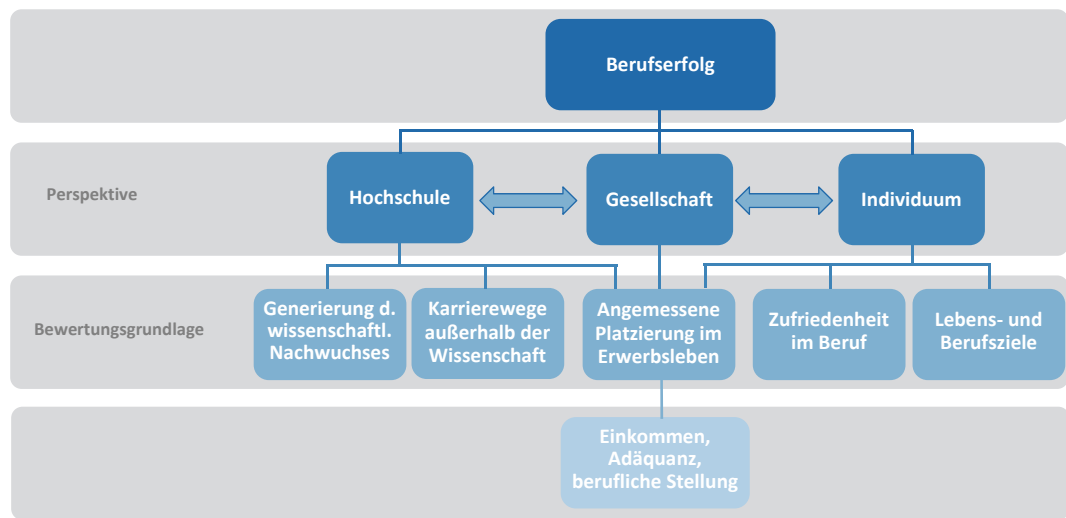 Berufserfolg
Perspektive
Hochschule
Gesellschaft
Individuum
Bewertungsgrundlage
Generierung d.
wissenschaftl.
Nachwuchses
Karrierewege
außerhalb der
Wissenschaft
Angemessene
Platzierung im
Erwerbsleben
Zufriedenheit
im Beruf
Lebens- und
Berufsziele
Einkommen,
Adäquanz,
berufliche Stellung